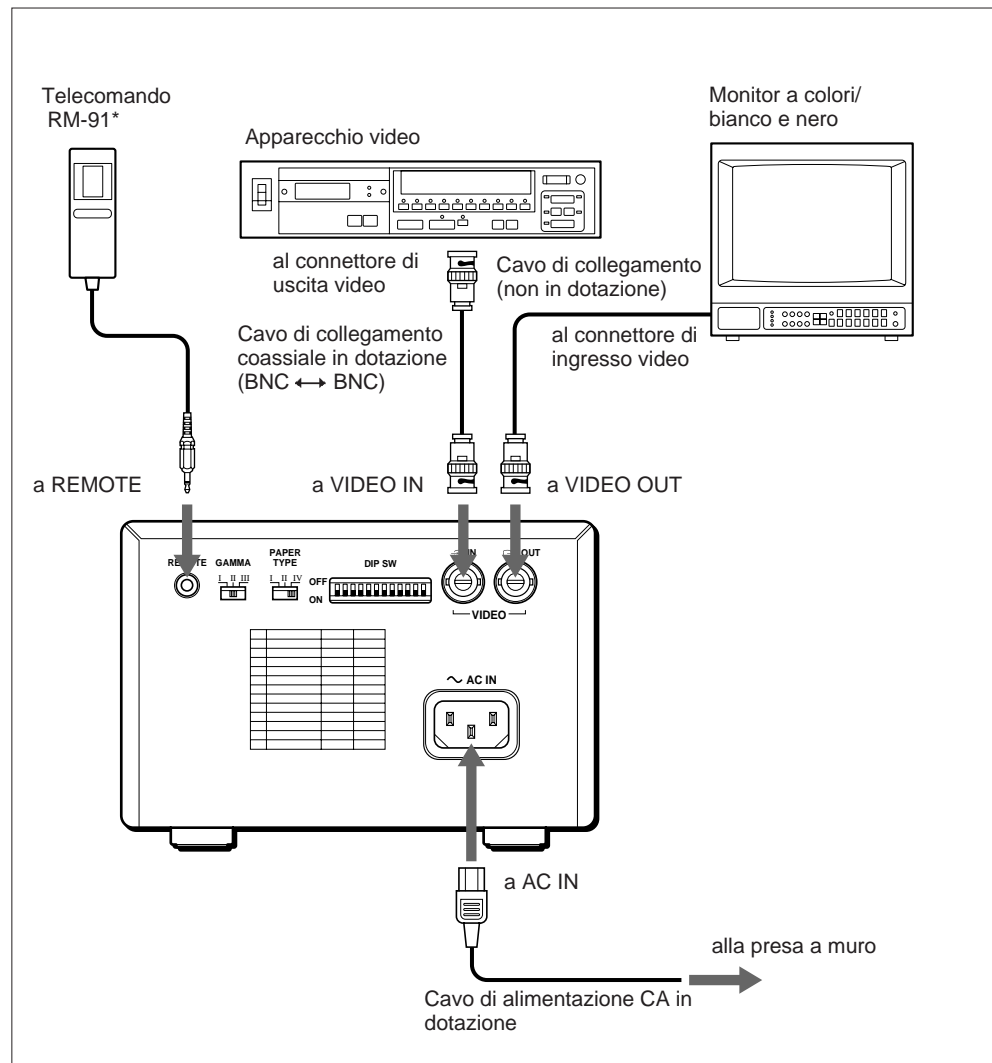 Telecomando
RM-91*
Apparecchio video
Monitor a colori/
bianco e nero
al connettore di
uscita video
Cavo di collegamento
(non in dotazione)
al connettore di
ingresso video
Cavo di collegamento
coassiale in dotazione
(BNC ⟷ BNC)
a REMOTE
a VIDEO IN
a VIDEO OUT
REMOTE
GAMMA
I II III
PAPER
TYPE
I II IV
DIP SW
OFF
ON
IN
OUT
VIDEO
～ AC IN
a AC IN
alla presa a muro
Cavo di alimentazione CA in
dotazione